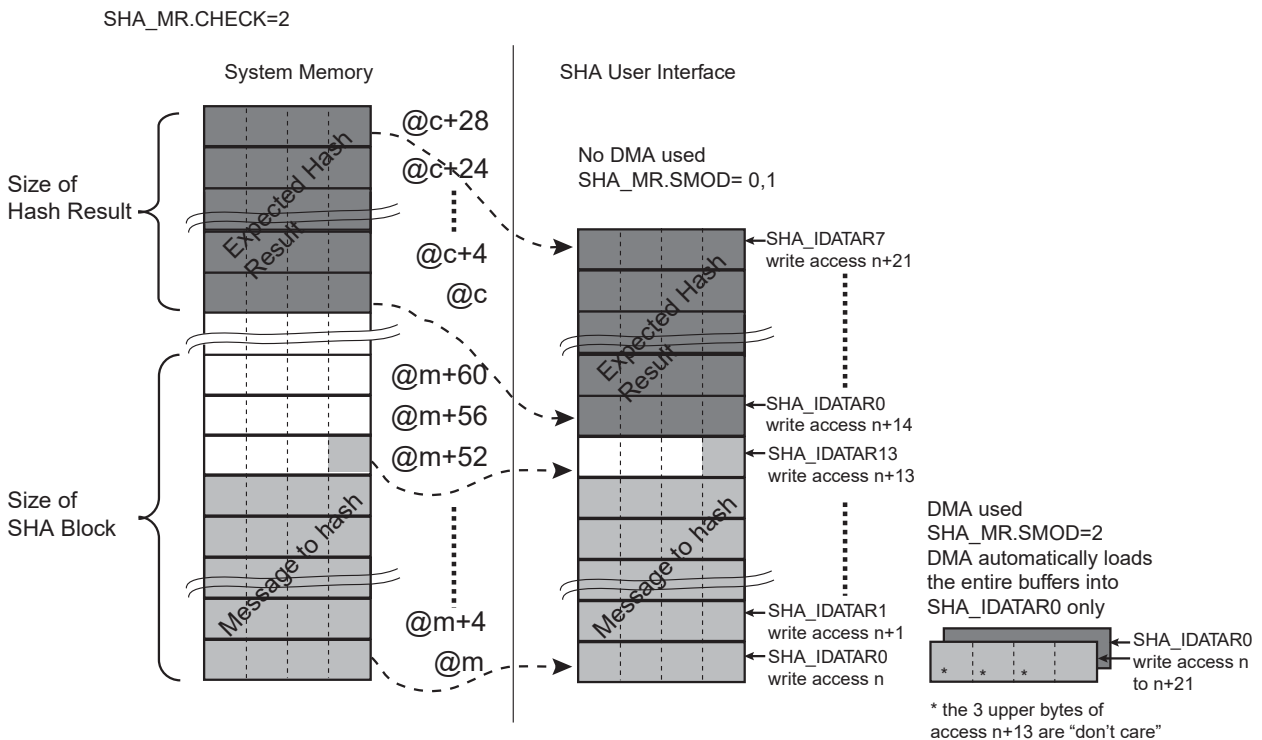 SHA_MR.CHECK=2
System Memory
SHA User Interface
Size of
Hash Result
Expected Hash
Result
@c+28
@c+24
@c+4
@c
No DMA used
SHA_MR.SMOD= 0,1
Expected Hash
Result
SHA_IDATAR7
write access n+21
SHA_IDATAR0
write access n+14
SHA_IDATAR13
write access n+13
Size of
SHA Block
@m+60
@m+56
@m+52
Message to hash
@m+4
@m
Message to hash
SHA_IDATAR1
write access n+1
SHA_IDATAR0
write access n
DMA used
SHA_MR.SMOD=2
DMA automatically loads
the entire buffers into
SHA_IDATAR0 only
* * *
SHA_IDATAR0
write access n
to n+21
* the 3 upper bytes of
access n+13 are “don’t care”